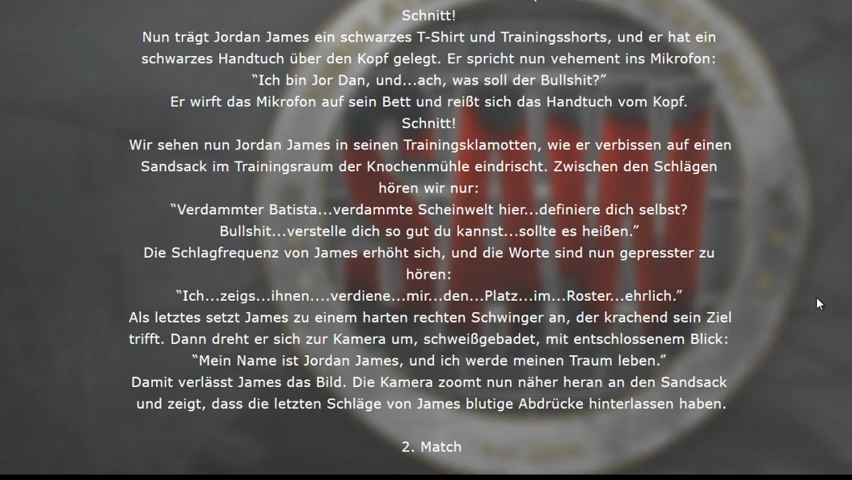 Schnitt!
Nun trägt Jordan James ein schwarzes T-Shirt und Trainingsshorts, und er hat ein
schwarzes Handtuch über den Kopf gelegt. Er spricht nun vehement ins Mikrofon:
“Ich bin Jor Dan, und...ach, was soll der Bullshit?”
Er wirft das Mikrofon auf sein Bett und reißt sich das Handtuch vom Kopf.
Schnitt!
Wir sehen nun Jordan James in seinen Trainingsklamotten, wie er verbissen auf einen
Sandsack im Trainingsraum der Knochenmühle eindrischt. Zwischen den Schlägen
hören wir nur:
“Verdammter Batista...verdammte Scheinwelt hier...definiere dich selbst?
Bullshit...verstelle dich so gut du kannst...sollte es heißen.”
Die Schlagfrequenz von James erhöht sich, und die Worte sind nun gepresster zu
hören:
“Ich...zeigs...ihnen....verdiene...mir...den...Platz...im...Roster...ehrlich.”
Als letztes setzt James zu einem harten rechten Schwinger an, der krachend sein Ziel
trifft. Dann dreht er sich zur Kamera um, schweißgebadet, mit entschlossenem Blick:
“Mein Name ist Jordan James, und ich werde meinen Traum leben.”
Damit verlässt James das Bild. Die Kamera zoomt nun näher heran an den Sandsack
und zeigt, dass die letzten Schläge von James blutige Abdrücke hinterlassen haben.
2. Match